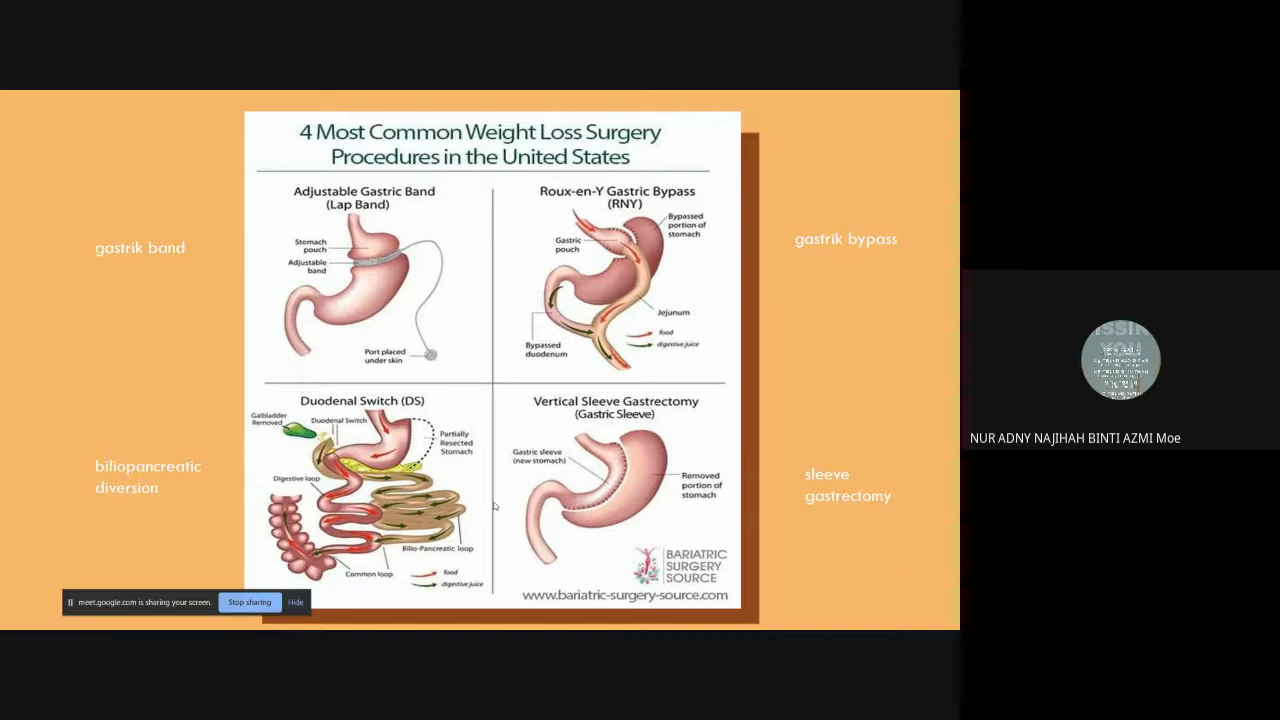 4 Most Common Weight Loss Surgery
Procedures in the United States
Adjustable Gastric Band
(Lap Band)
Stomach
pouch
Adjustable
band
Port placed
under skin
Roux-en-Y Gastric Bypass
(RNY)
Bypassed
portion of
stomach
Gastric
pouch
Jejunum
food
digestive juice
Bypassed
duodenum
gastrik band
gastrik bypass
Duodenal Switch (DS)
Galbladder
Removed
Duodenal Switch
Partially
Resected
Stomach
Digestive loop
Bilio-Pancreatic loop
Common loop
food
digestive juice
Vertical Sleeve Gastrectomy
(Gastric Sleeve)
Gastric sleeve
(new stomach)
Removed
portion of
stomach
BARIATRIC
SURGERY
SOURCE
www.bariatric-surgery-source.com
biliopancreatic
diversion
sleeve
gastrectomy
meet.google.com is sharing your screen.
Stop sharing
Hide
YOU
NUR ADNY NAJIHAH BINTI AZMI Moe